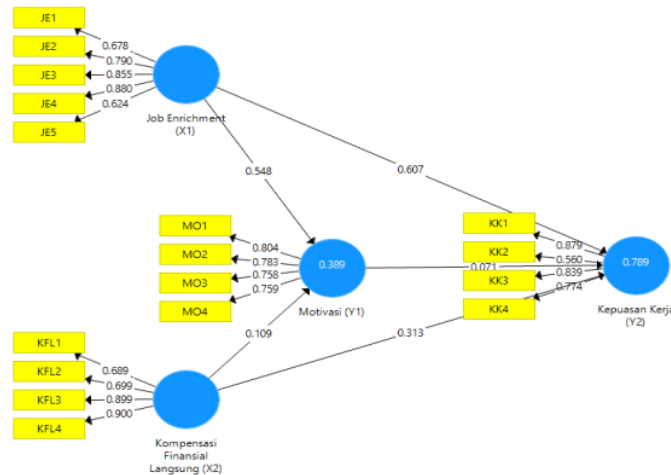 JE1
JE2
JE3
JE4
JE5
0.678
0.790
0.855
0.880
0.624
Job Enrichment
(X1)
0.548
0.607
MO1
MO2
MO3
MO4
0.804
0.783
0.758
0.759
0.389
Motivasi (Y1)
0.071
KK1
KK2
KK3
KK4
0.879
0.560
0.839
0.774
0.789
Kepuasan Kerja
(Y2)
0.109
0.313
KFL1
KFL2
KFL3
KFL4
0.689
0.699
0.899
0.900
Kompensasi
Finansial
Langsung (X2)